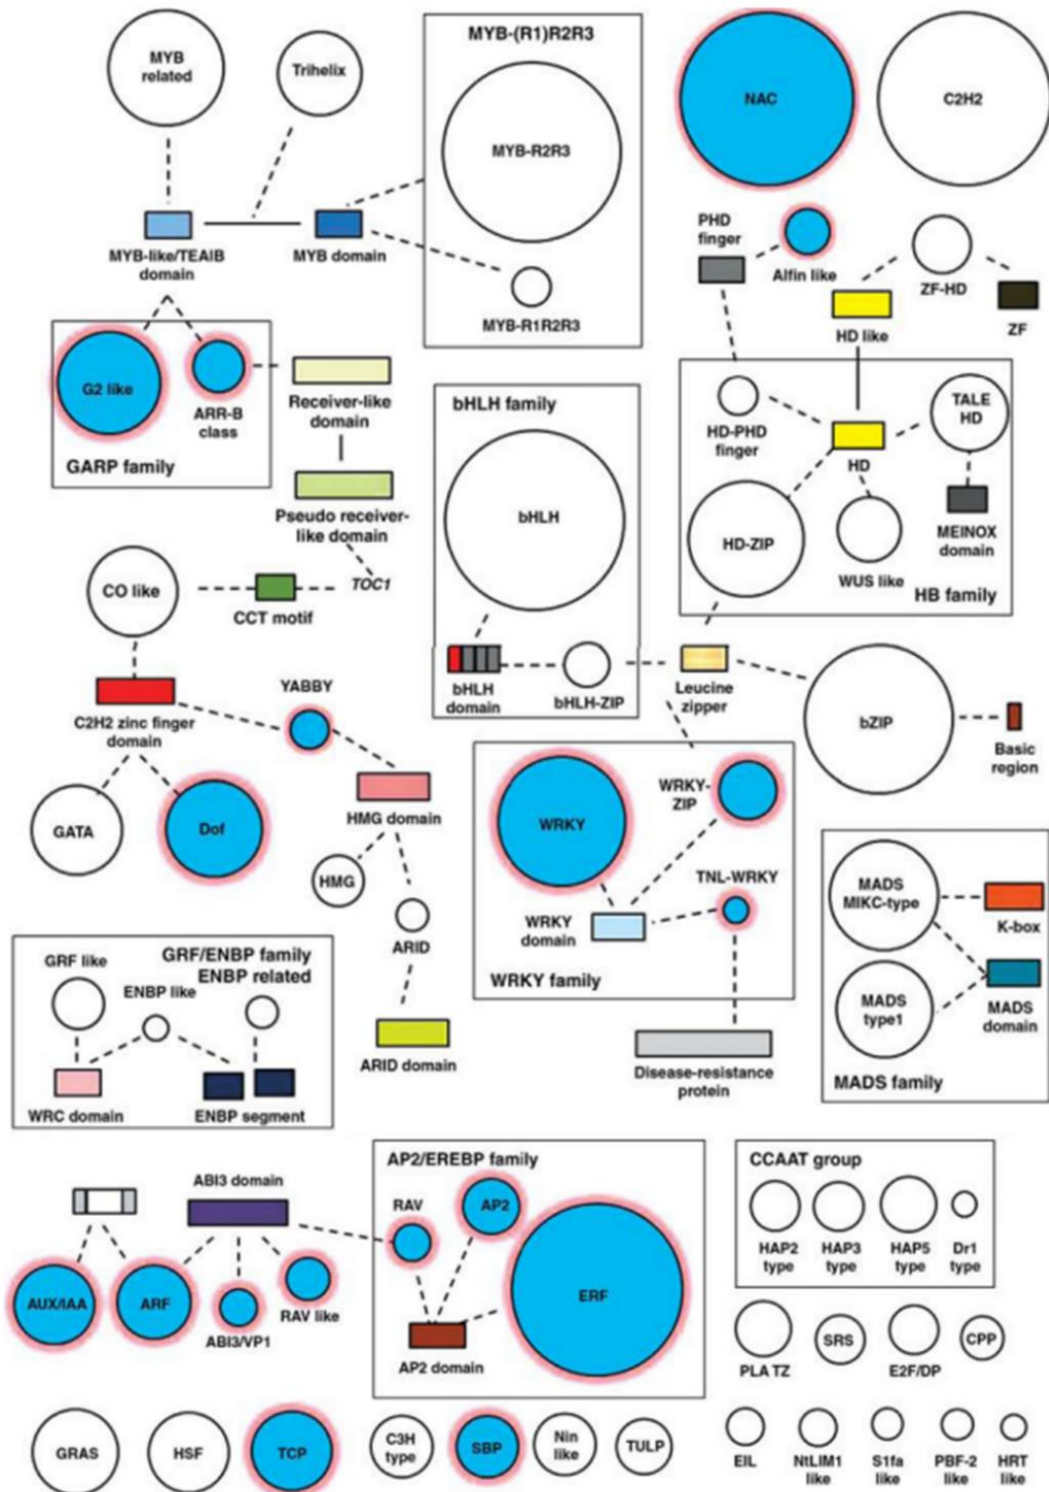 MYB
related
Trihelix
MYB-(R1)R2R3
MYB-R2R3
MYB-R1R2R3
NAC
C2H2
MYB-like/TEAIB
domain
MYB domain
PHD
finger
Alfin like
ZF-HD
HD like
ZF
G2 like
ARR-B
class
GARP family
Receiver-like
domain
Pseudo receiver-
like domain
TOC1
CCT motif
CO like
bHLH family
bHLH
bHLH
domain
bHLH-ZIP
HD-PHD
finger
HD
TALE
HD
HD-ZIP
WUS like
MEINOX
domain
HB family
Leucine
zipper
bZIP
Basic
region
C2H2 zinc finger
domain
YABBY
GATA
Dof
HMG domain
HMG
ARID
ARID domain
WRKY
WRKY-
ZIP
TNL-WRKY
WRKY
domain
WRKY family
Disease-resistance
protein
MADS
MIKC-type
K-box
MADS
type1
MADS
domain
MADS family
GRF/ENBP family
GRF like
ENBP related
ENBP like
WRC domain
ENBP segment
ABI3 domain
AUX/IAA
ARF
ABI3/VP1
RAV like
AP2/EREBP family
RAV
AP2
ERF
AP2 domain
CCAAT group
HAP2
type
HAP3
type
HAP5
type
Dr1
type
PLA TZ
SRS
E2F/DP
CPP
GRAS
HSF
TCP
C3H
type
SBP
Nin
like
TULP
EIL
NtLIM1
like
S1fa
like
PBF-2
like
HRT
like